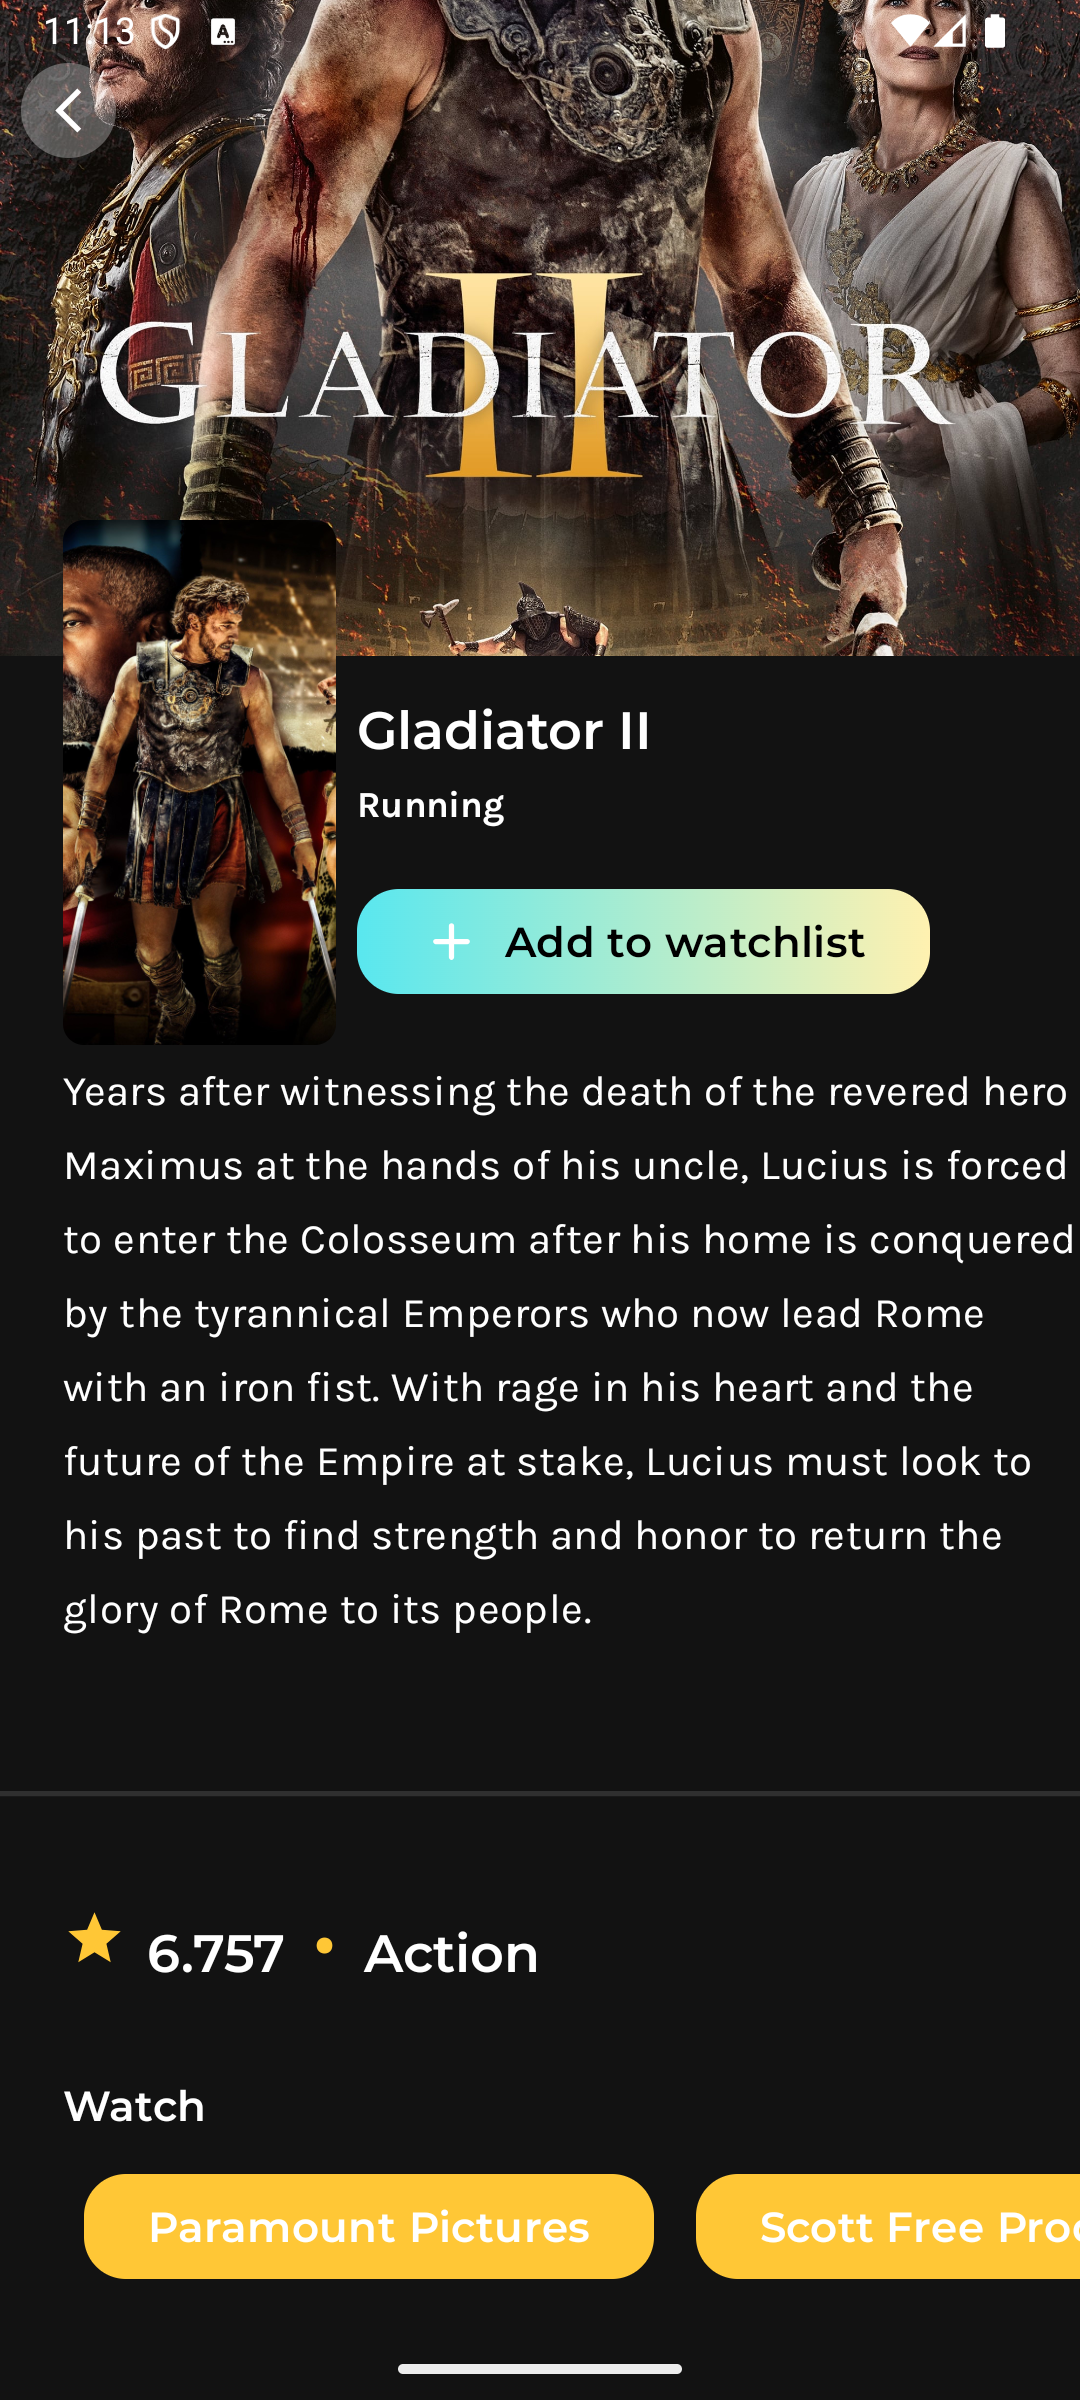 11:13
GLADIATOR
II
Gladiator II
Running
Add to watchlist
Years after witnessing the death of the revered hero
Maximus at the hands of his uncle, Lucius is forced
to enter the Colosseum after his home is conquered
by the tyrannical Emperors who now lead Rome
with an iron fist. With rage in his heart and the
future of the Empire at stake, Lucius must look to
his past to find strength and honor to return the
glory of Rome to its people.
6.757 • Action
Watch
Paramount Pictures
Scott Free